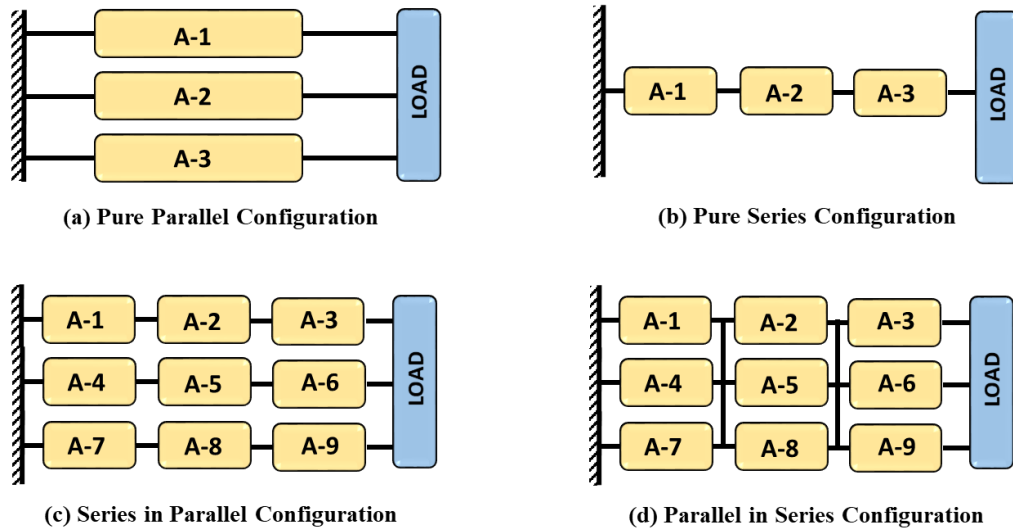 A-1
A-2
A-3
LOAD
(a) Pure Parallel Configuration
A-1 A-2 A-3
LOAD
(b) Pure Series Configuration
A-1 A-2 A-3
A-4 A-5 A-6
A-7 A-8 A-9
LOAD
(c) Series in Parallel Configuration
A-1 A-2 A-3
A-4 A-5 A-6
A-7 A-8 A-9
LOAD
(d) Parallel in Series Configuration